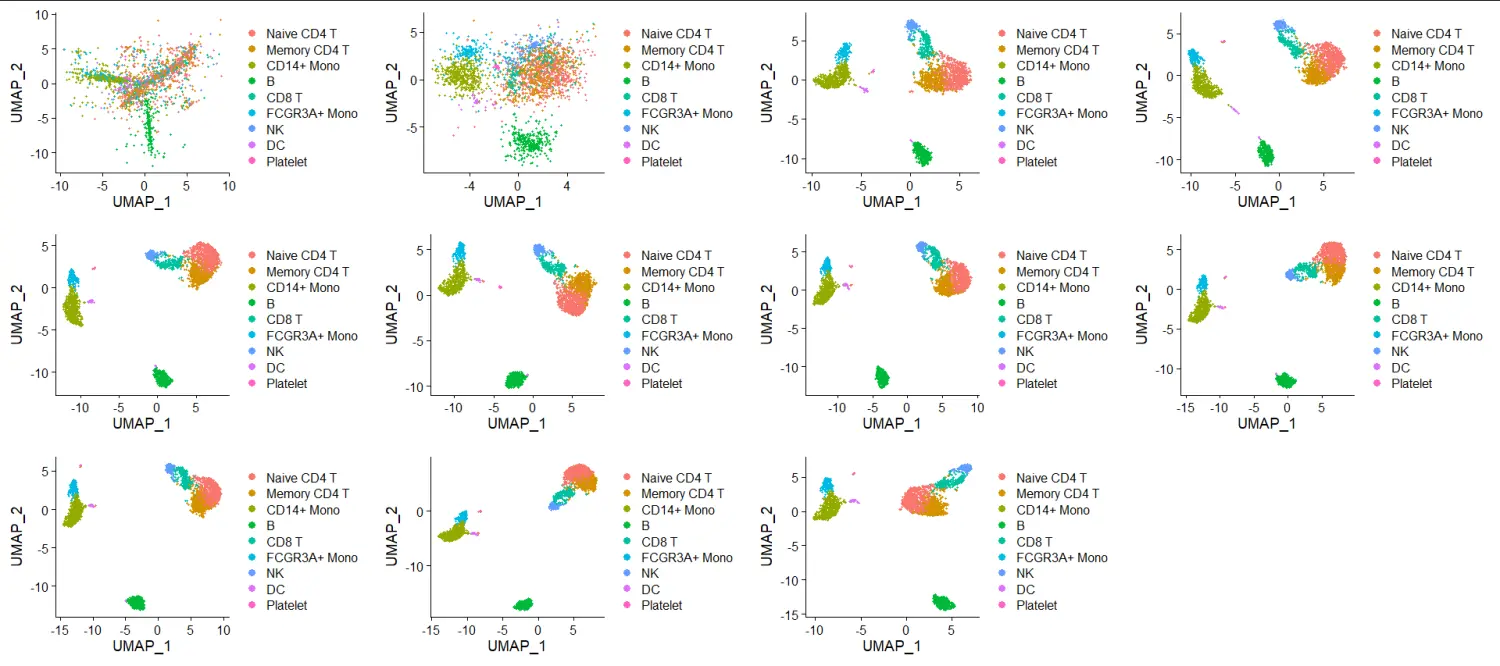 UMAP_2
10
5
0
-5
-10
-10 -5 0 5 10
UMAP_1
Naive CD4 T
Memory CD4 T
CD14+ Mono
B
CD8 T
FCGR3A+ Mono
NK
DC
Platelet
UMAP_2
5
0
-5
-4 0 4
UMAP_1
Naive CD4 T
Memory CD4 T
CD14+ Mono
B
CD8 T
FCGR3A+ Mono
NK
DC
Platelet
UMAP_2
5
0
-5
-10
-10 -5 0 5
UMAP_1
Naive CD4 T
Memory CD4 T
CD14+ Mono
B
CD8 T
FCGR3A+ Mono
NK
DC
Platelet
UMAP_2
5
0
-5
-10
-10 -5 0 5
UMAP_1
Naive CD4 T
Memory CD4 T
CD14+ Mono
B
CD8 T
FCGR3A+ Mono
NK
DC
Platelet
UMAP_2
5
0
-5
-10
-10 -5 0 5
UMAP_1
Naive CD4 T
Memory CD4 T
CD14+ Mono
B
CD8 T
FCGR3A+ Mono
NK
DC
Platelet
UMAP_2
5
0
-5
-10
-10 -5 0 5
UMAP_1
Naive CD4 T
Memory CD4 T
CD14+ Mono
B
CD8 T
FCGR3A+ Mono
NK
DC
Platelet
UMAP_2
5
0
-5
-10
-10 -5 0 5 10
UMAP_1
Naive CD4 T
Memory CD4 T
CD14+ Mono
B
CD8 T
FCGR3A+ Mono
NK
DC
Platelet
UMAP_2
5
0
-5
-10
-15 -10 -5 0 5
UMAP_1
Naive CD4 T
Memory CD4 T
CD14+ Mono
B
CD8 T
FCGR3A+ Mono
NK
DC
Platelet
UMAP_2
5
0
-5
-10
-15 -10 -5 0 5 10
UMAP_1
Naive CD4 T
Memory CD4 T
CD14+ Mono
B
CD8 T
FCGR3A+ Mono
NK
DC
Platelet
UMAP_2
0
-10
-15 -10 -5 0 5
UMAP_1
Naive CD4 T
Memory CD4 T
CD14+ Mono
B
CD8 T
FCGR3A+ Mono
NK
DC
Platelet
UMAP_2
5
0
-5
-10
-15
-10 -5 0 5
UMAP_1
Naive CD4 T
Memory CD4 T
CD14+ Mono
B
CD8 T
FCGR3A+ Mono
NK
DC
Platelet